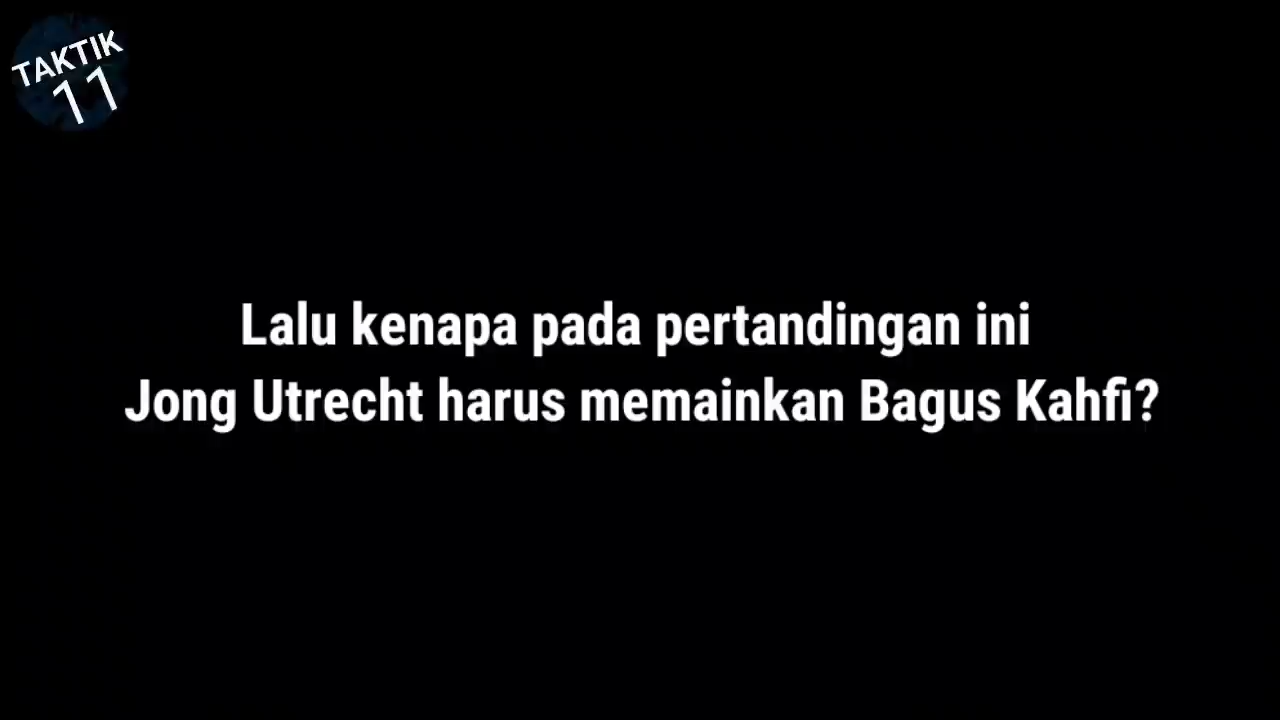 TAKTIK
11
Lalu kenapa pada pertandingan ini
Jong Utrecht harus memainkan Bagus Kahfi?